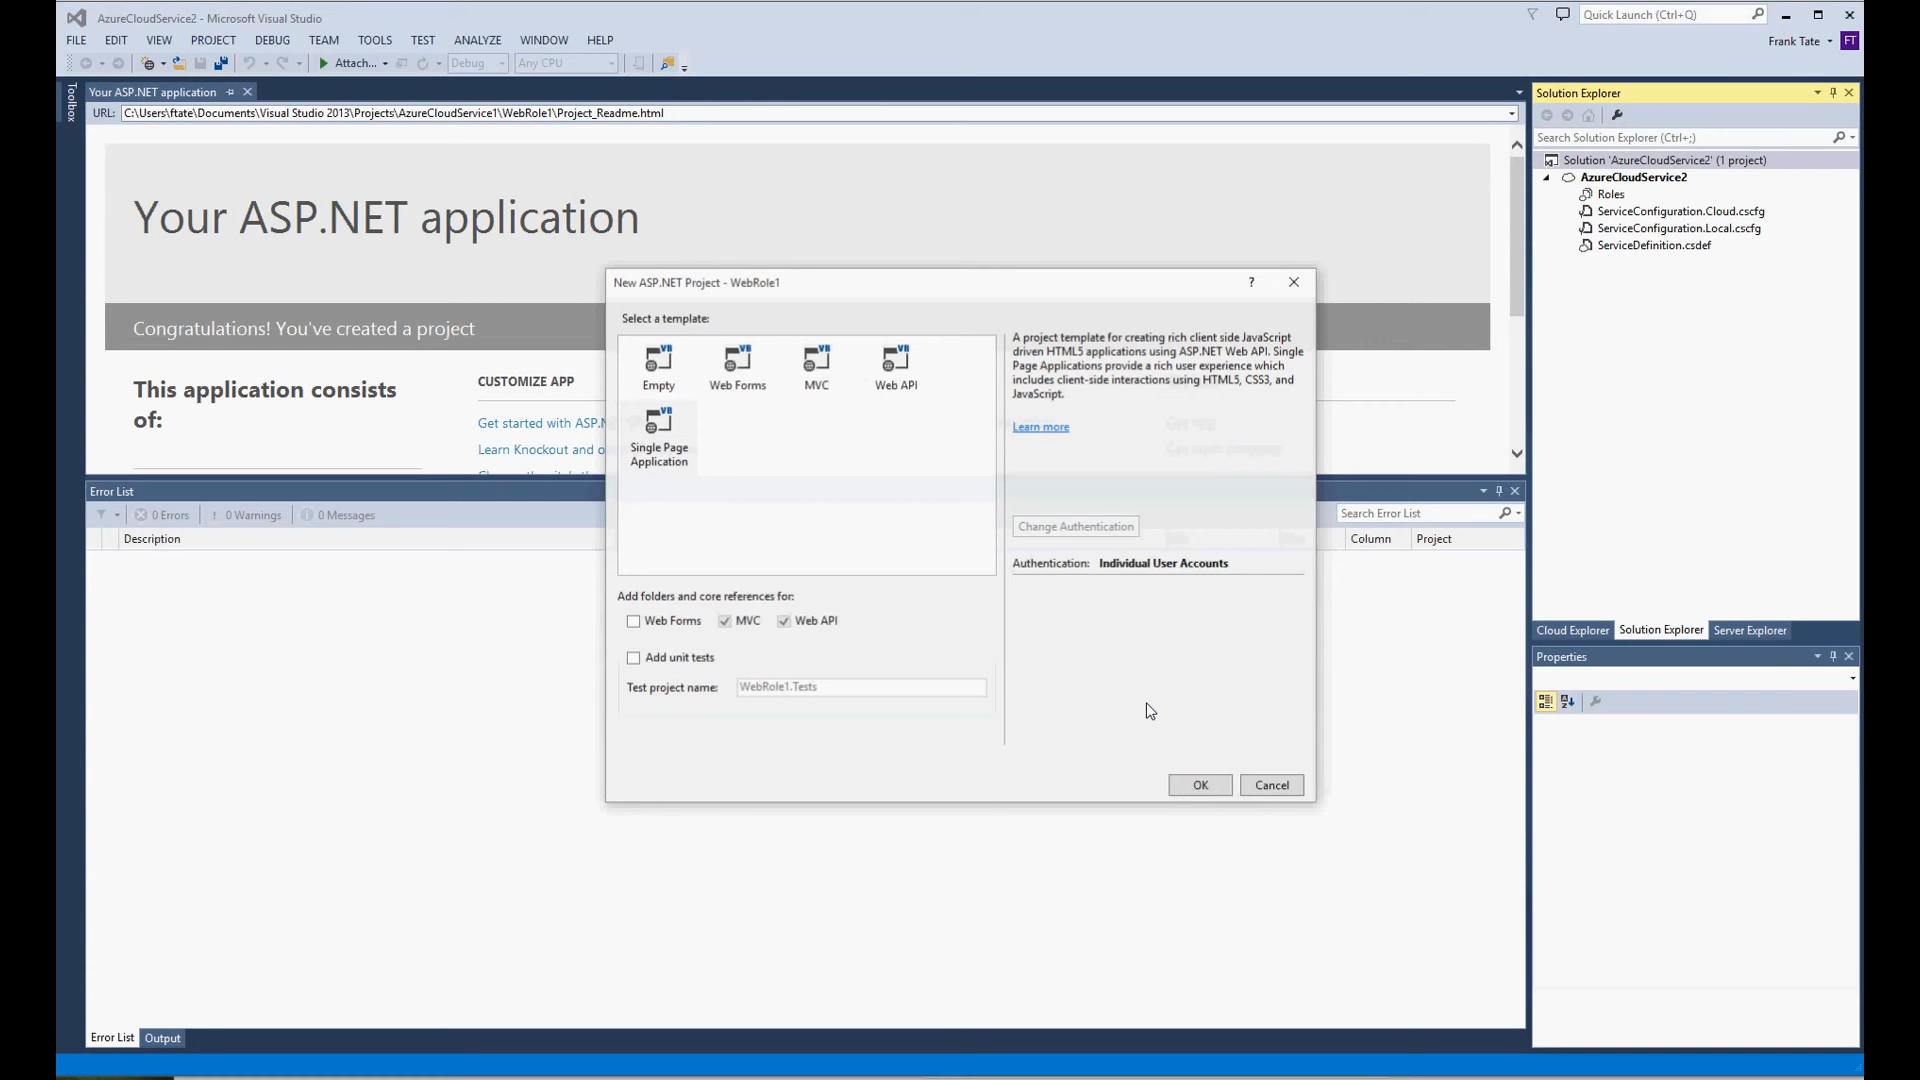 AzureCloudService2 - Microsoft Visual Studio
Quick Launch (Ctrl+Q)
FILE EDIT VIEW PROJECT DEBUG TEAM TOOLS TEST ANALYZE WINDOW HELP
Frank Tate FT
Attach... Debug Any CPU
Toolbox
Your ASP.NET application
URL: C:\Users\ftate\Documents\Visual Studio 2013\Projects\AzureCloudService1\WebRole1\Project_Readme.html
Your ASP.NET application
Congratulations! You've created a project
This application consists
of:
CUSTOMIZE APP
Get started with ASP.N
Learn Knockout and o
New ASP.NET Project - WebRole1
?
Select a template:
VB VB VB VB
Empty Web Forms MVC Web API
VB
Single Page
Application
A project template for creating rich client side JavaScript
driven HTML5 applications using ASP.NET Web API. Single
Page Applications provide a rich user experience which
includes client-side interactions using HTML5, CSS3, and
JavaScript.
Learn more
Change Authentication
Authentication: Individual User Accounts
Add folders and core references for:
Web Forms MVC Web API
Add unit tests
Test project name: WebRole1.Tests
OK Cancel
Error List
0 Errors 0 Warnings 0 Messages
Search Error List
Description Column Project
Error List Output
Solution Explorer
Search Solution Explorer (Ctrl+;)
Solution 'AzureCloudService2' (1 project)
AzureCloudService2
Roles
ServiceConfiguration.Cloud.cscfg
ServiceConfiguration.Local.cscfg
ServiceDefinition.csdef
Cloud Explorer Solution Explorer Server Explorer
Properties